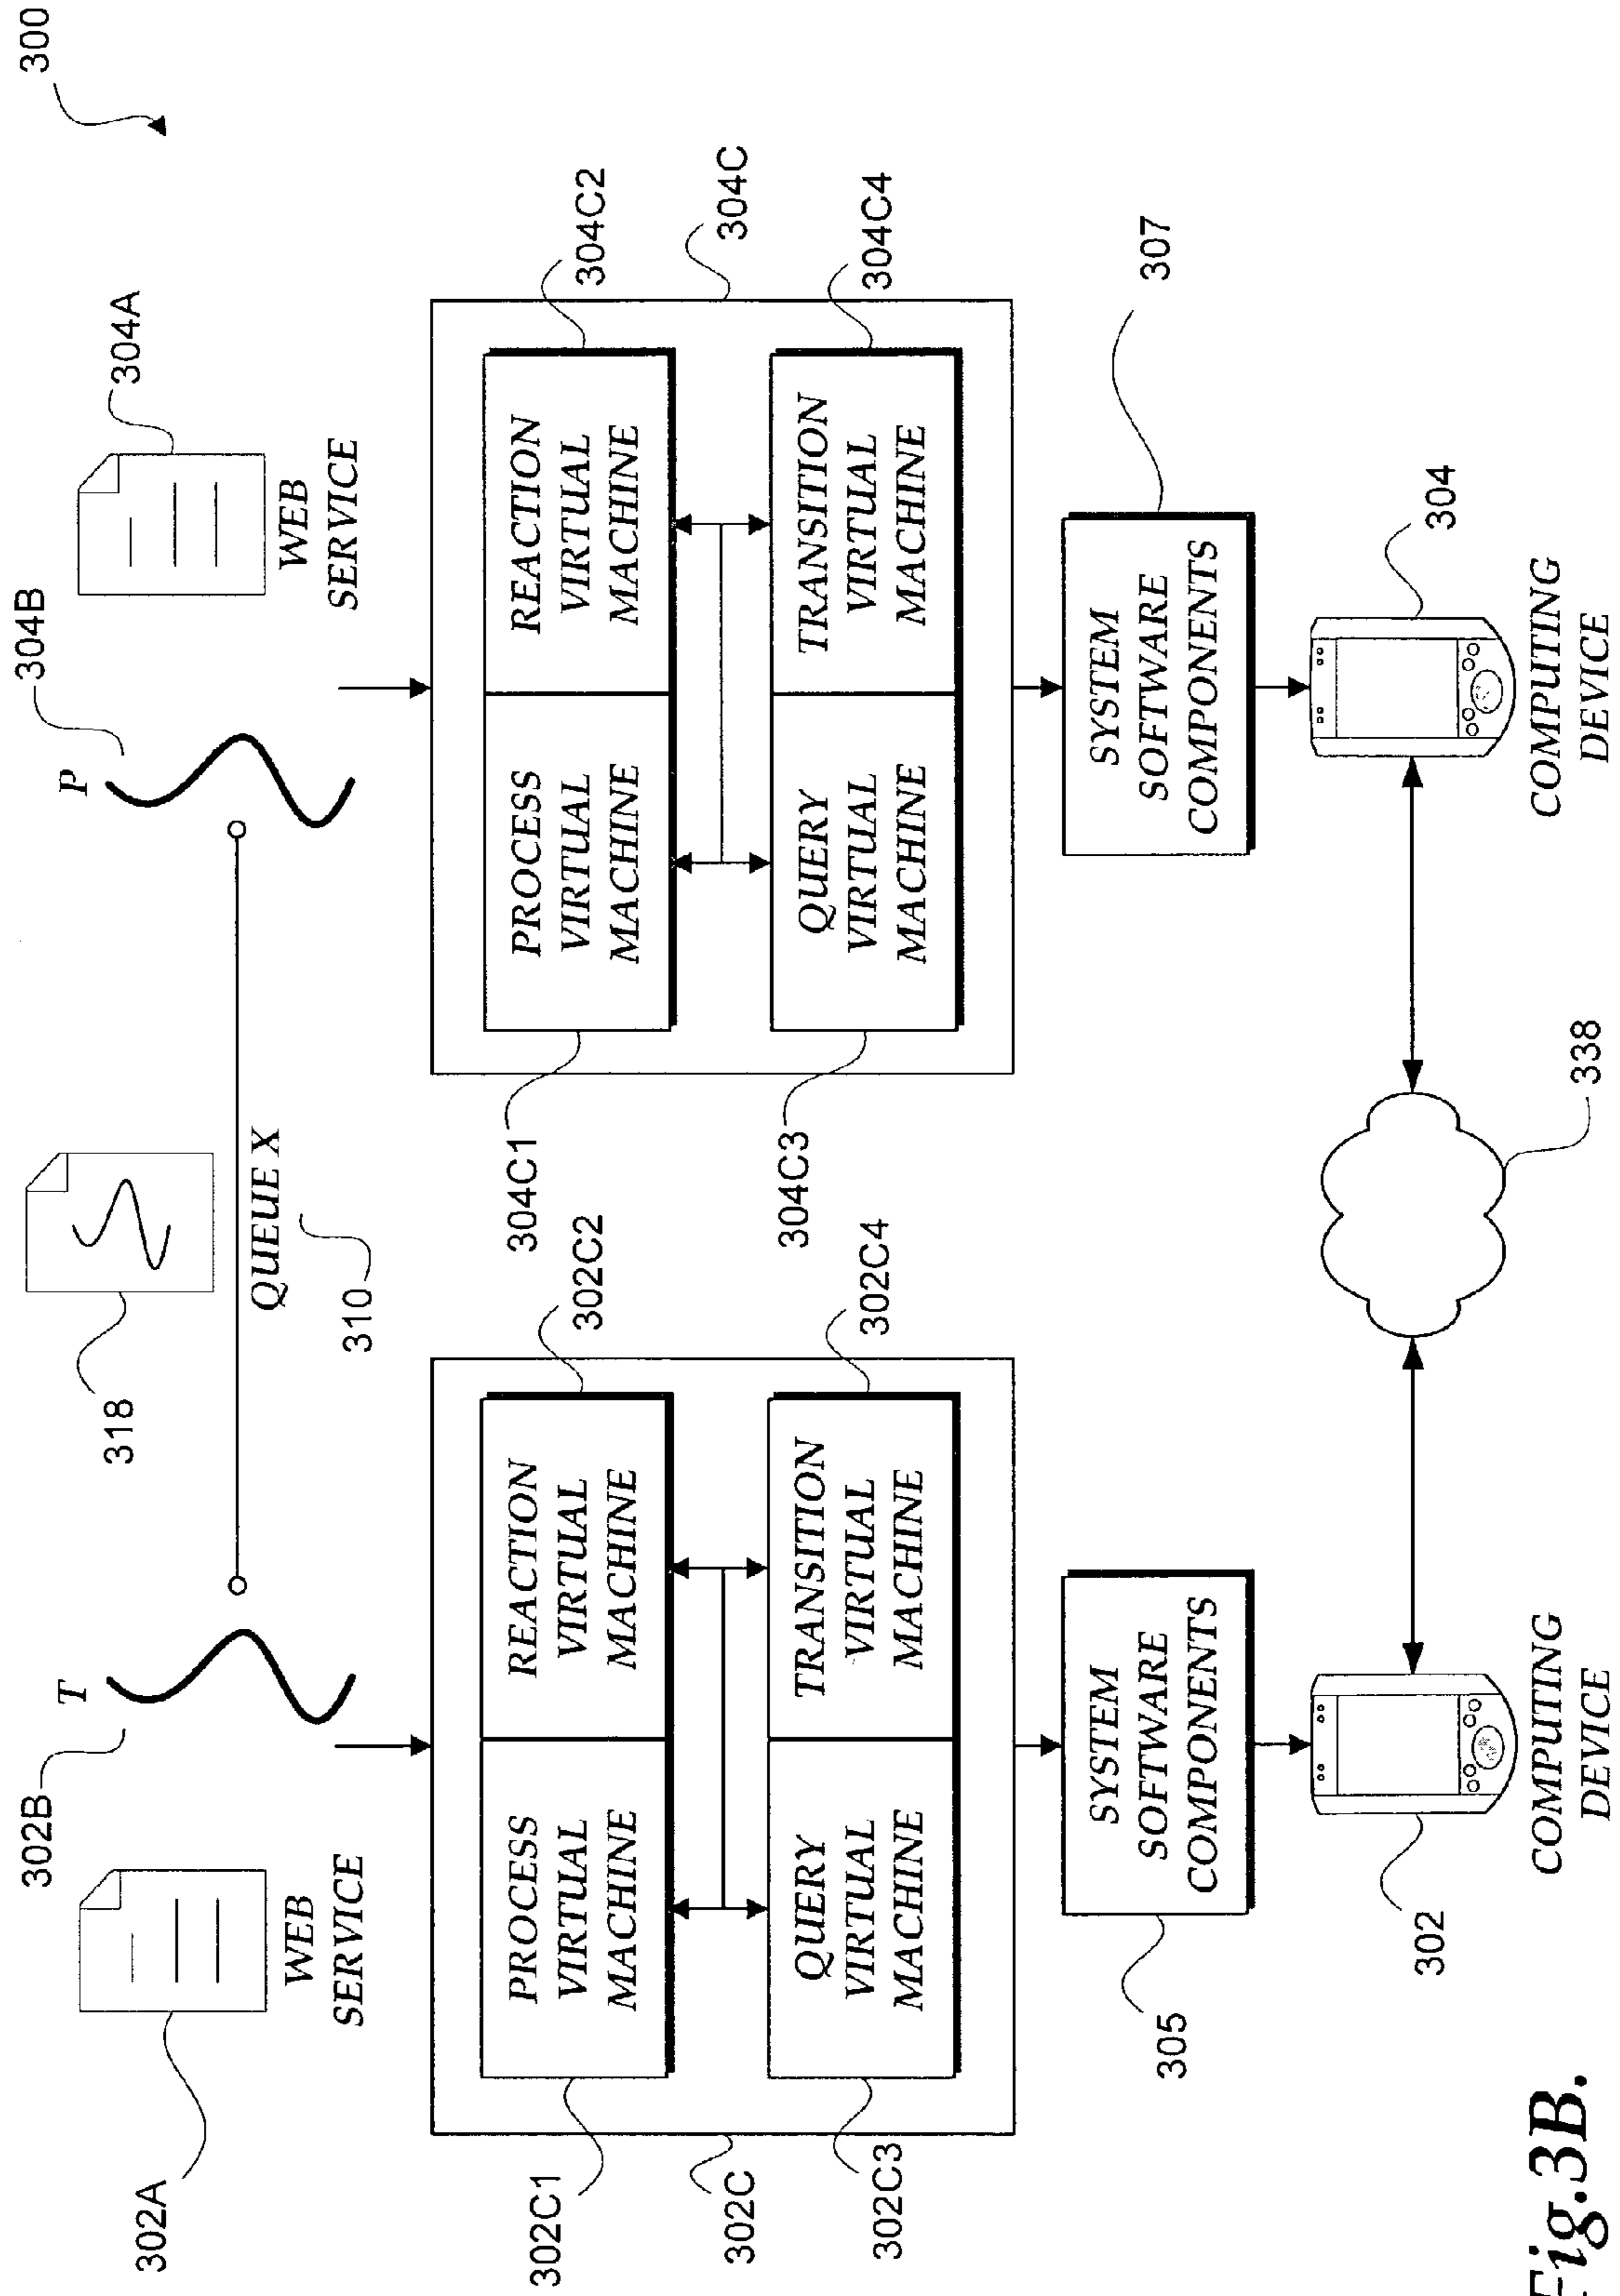 300
302A
WEB
SERVICE
302B
T
318
QUEUE X
310
P
304B
304A
WEB
SERVICE
302C1
302C
302C3
PROCESS
VIRTUAL
MACHINE
REACTION
VIRTUAL
MACHINE
302C2
QUERY
VIRTUAL
MACHINE
TRANSITION
VIRTUAL
MACHINE
302C4
304C1
304C3
PROCESS
VIRTUAL
MACHINE
REACTION
VIRTUAL
MACHINE
304C2
304C
QUERY
VIRTUAL
MACHINE
TRANSITION
VIRTUAL
MACHINE
304C4
305
SYSTEM
SOFTWARE
COMPONENTS
SYSTEM
SOFTWARE
COMPONENTS
307
302
COMPUTING
DEVICE
338
304
COMPUTING
DEVICE
Fig.3B.